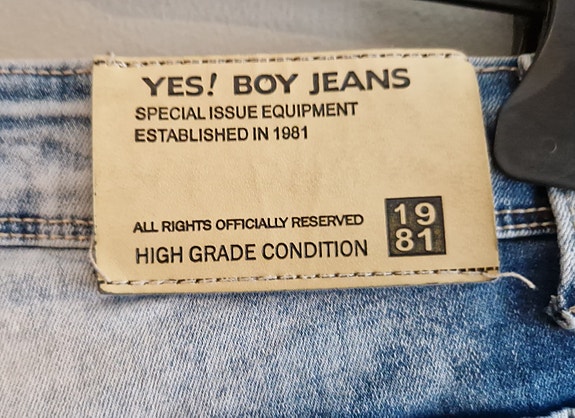 YES! BOY JEANS
SPECIAL ISSUE EQUIPMENT
ESTABLISHED IN 1981
ALL RIGHTS OFFICIALLY RESERVED
HIGH GRADE CONDITION
19
81